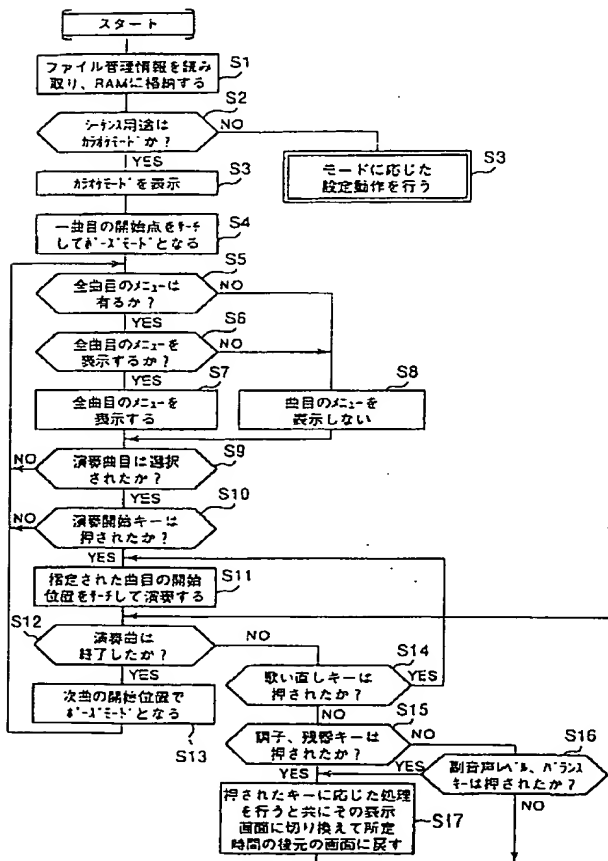 スタート
S1
ファイル管理情報を読み
取り、RAMに格納する
S2
シーケンス用途は
カラオケモードか?
NO
YES
S3
カラオケモードを表示
S3
モードに応じた
設定動作を行う
S4
一曲目の開始点をサーチ
してポーズモードとなる
S5
全曲目のメニューは
有るか?
NO
YES
S6
全曲目のメニューを
表示するか?
NO
YES
S7
全曲目のメニューを
表示する
S8
曲目のメニューを
表示しない
S9
NO
演奏曲目は選択
されたか?
YES
S10
NO
演奏開始キーは
押されたか?
YES
S11
指定された曲目の開始
位置をサーチして演奏する
S12
演奏曲は
終了したか?
NO
YES
S14
歌い直しキーは
押されたか?
YES
NO
次曲の開始位置で
ポーズモードとなる
S13
S15
調子、残響キーは
押されたか?
NO
YES
S16
副音声レベル、バランス
キーは押されたか?
YES
NO
押されたキーに応じた処理
を行うと共にその表示
画面に切り換えて所定
時間の後元の画面に戻す
S17